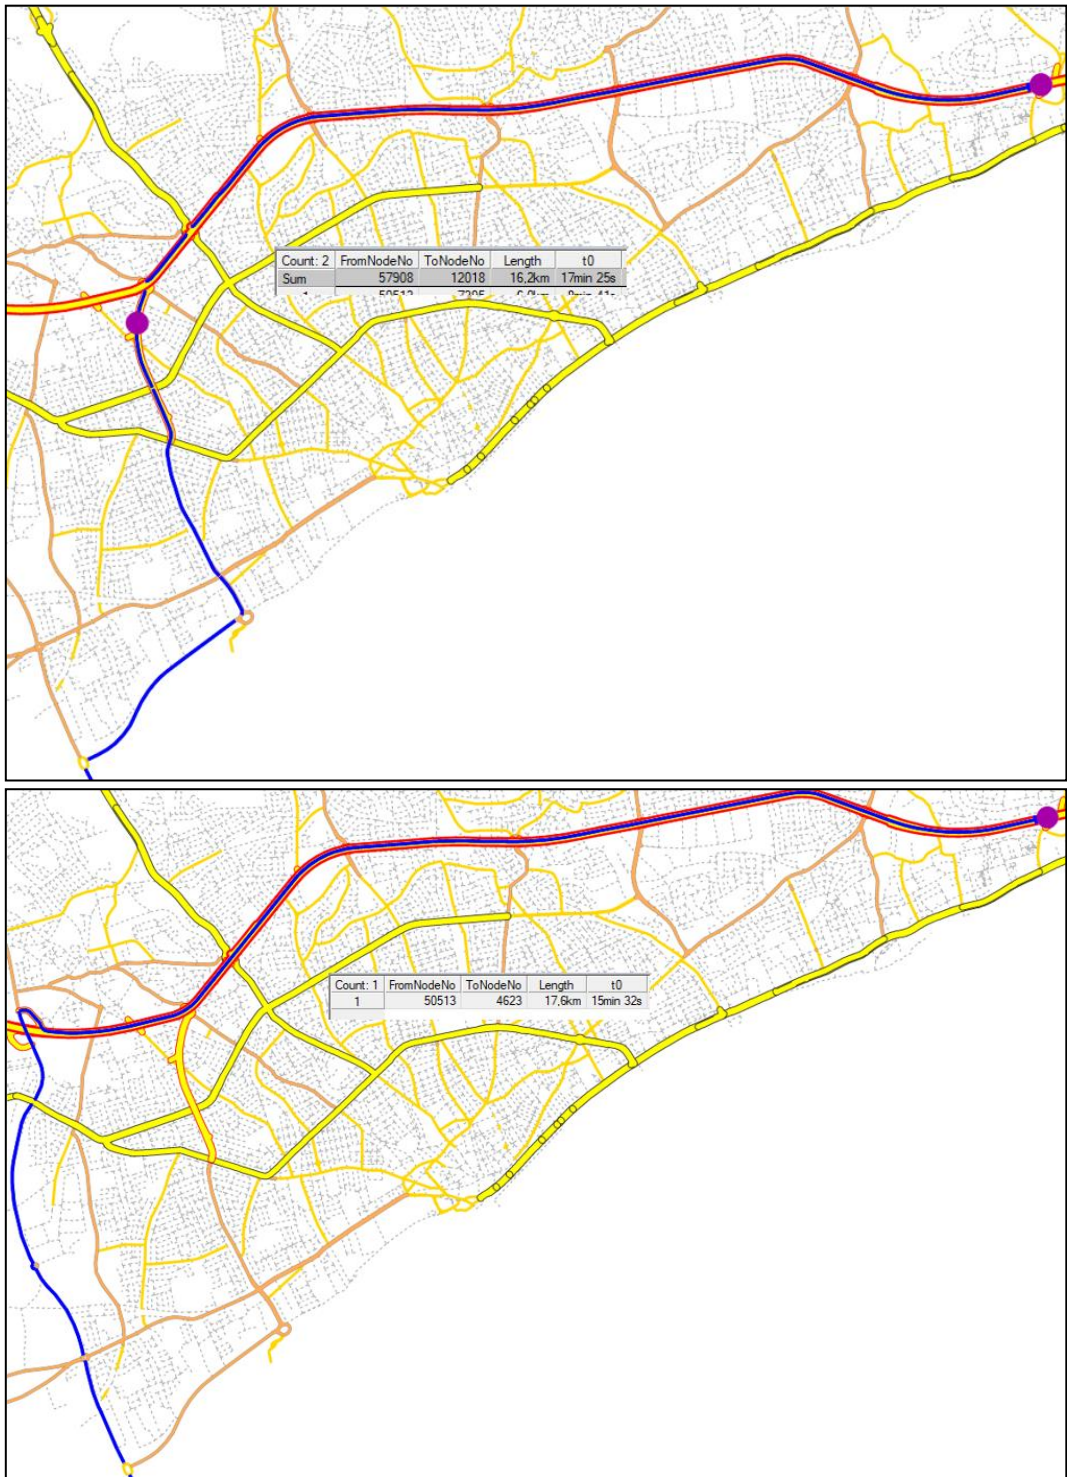 Count: 2 FromNodeNo ToNodeNo Length t0
Sum 57908 12018 16,2km 17min 25s
Count: 1 FromNodeNo ToNodeNo Length t0
1 50513 4623 17,6km 15min 32s